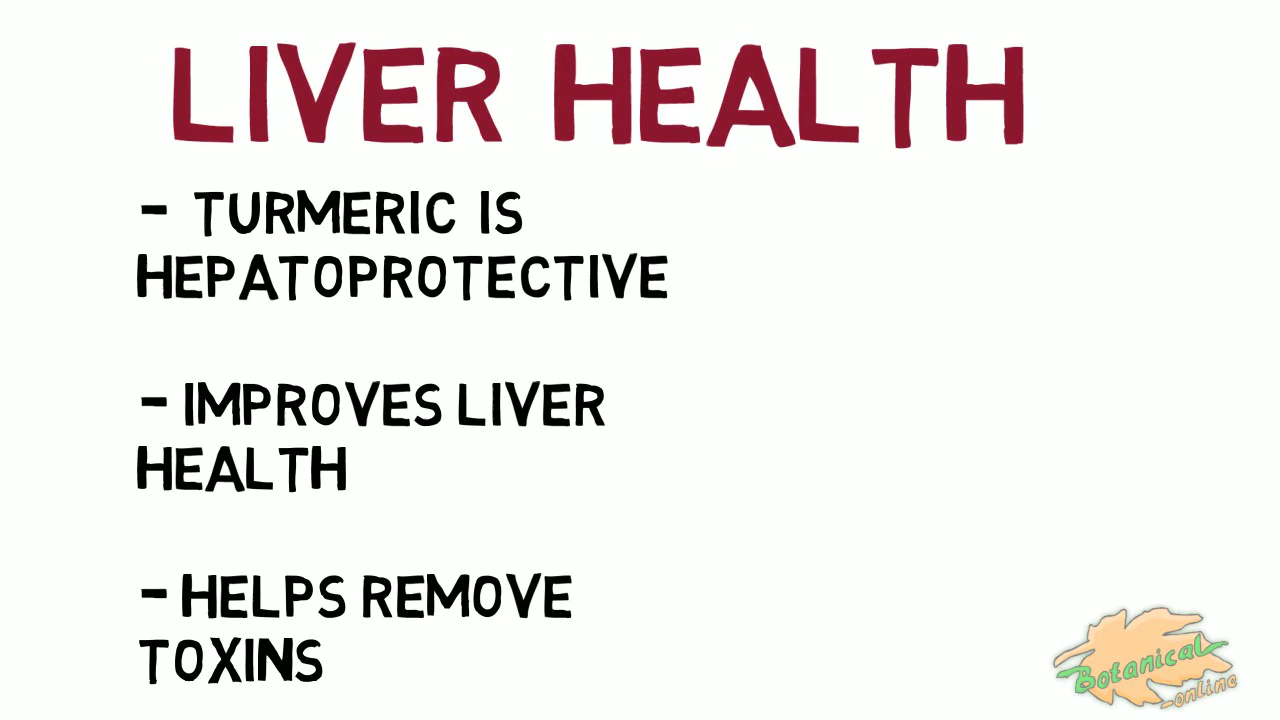 LIVER HEALTH
- TURMERIC IS
HEPATOPROTECTIVE
- IMPROVES LIVER
HEALTH
- HELPS REMOVE
TOXINS
Botanical
-online